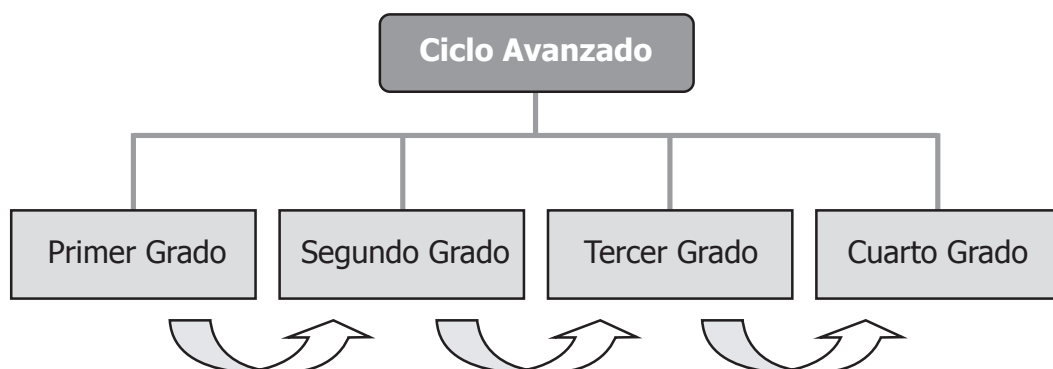 Ciclo Avanzado
Primer Grado
Segundo Grado
Tercer Grado
Cuarto Grado